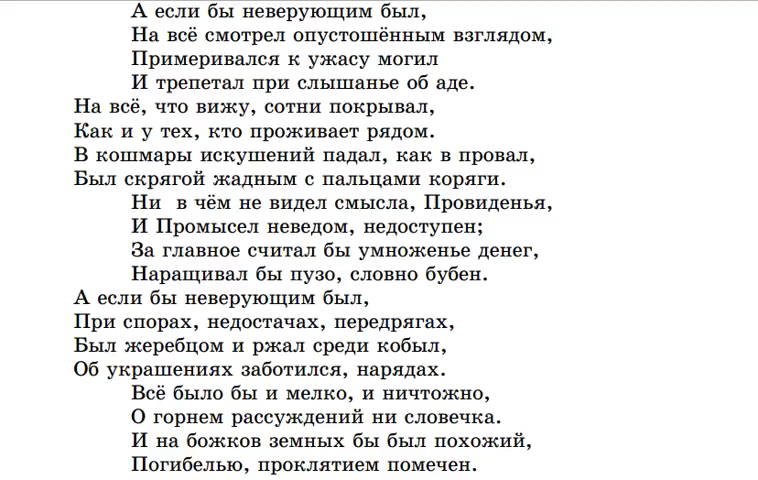 А если бы неверующим был,
На всё смотрел опустошённым взглядом,
Примеривался к ужасу могил
И трепетал при слышанье об аде.
На всё, что вижу, сотни покрывал,
Как и у тех, кто проживает рядом.
В кошмары искушений падал, как в провал,
Был скрягой жадным с пальцами коряги.
Ни в чём не видел смысла, Провиденья,
И Промысел неведом, недоступен;
За главное считал бы умноженье денег,
Наращивал бы пузо, словно бубен.
А если бы неверующим был,
При спорах, недостачах, передрягах,
Был жеребцом и ржал среди кобыл,
Об украшениях заботился, нарядах.
Всё было бы и мелко, и ничтожно,
О горнем рассуждений ни словечка.
И на божков земных бы был похожий,
Погибелью, проклятием помечен.